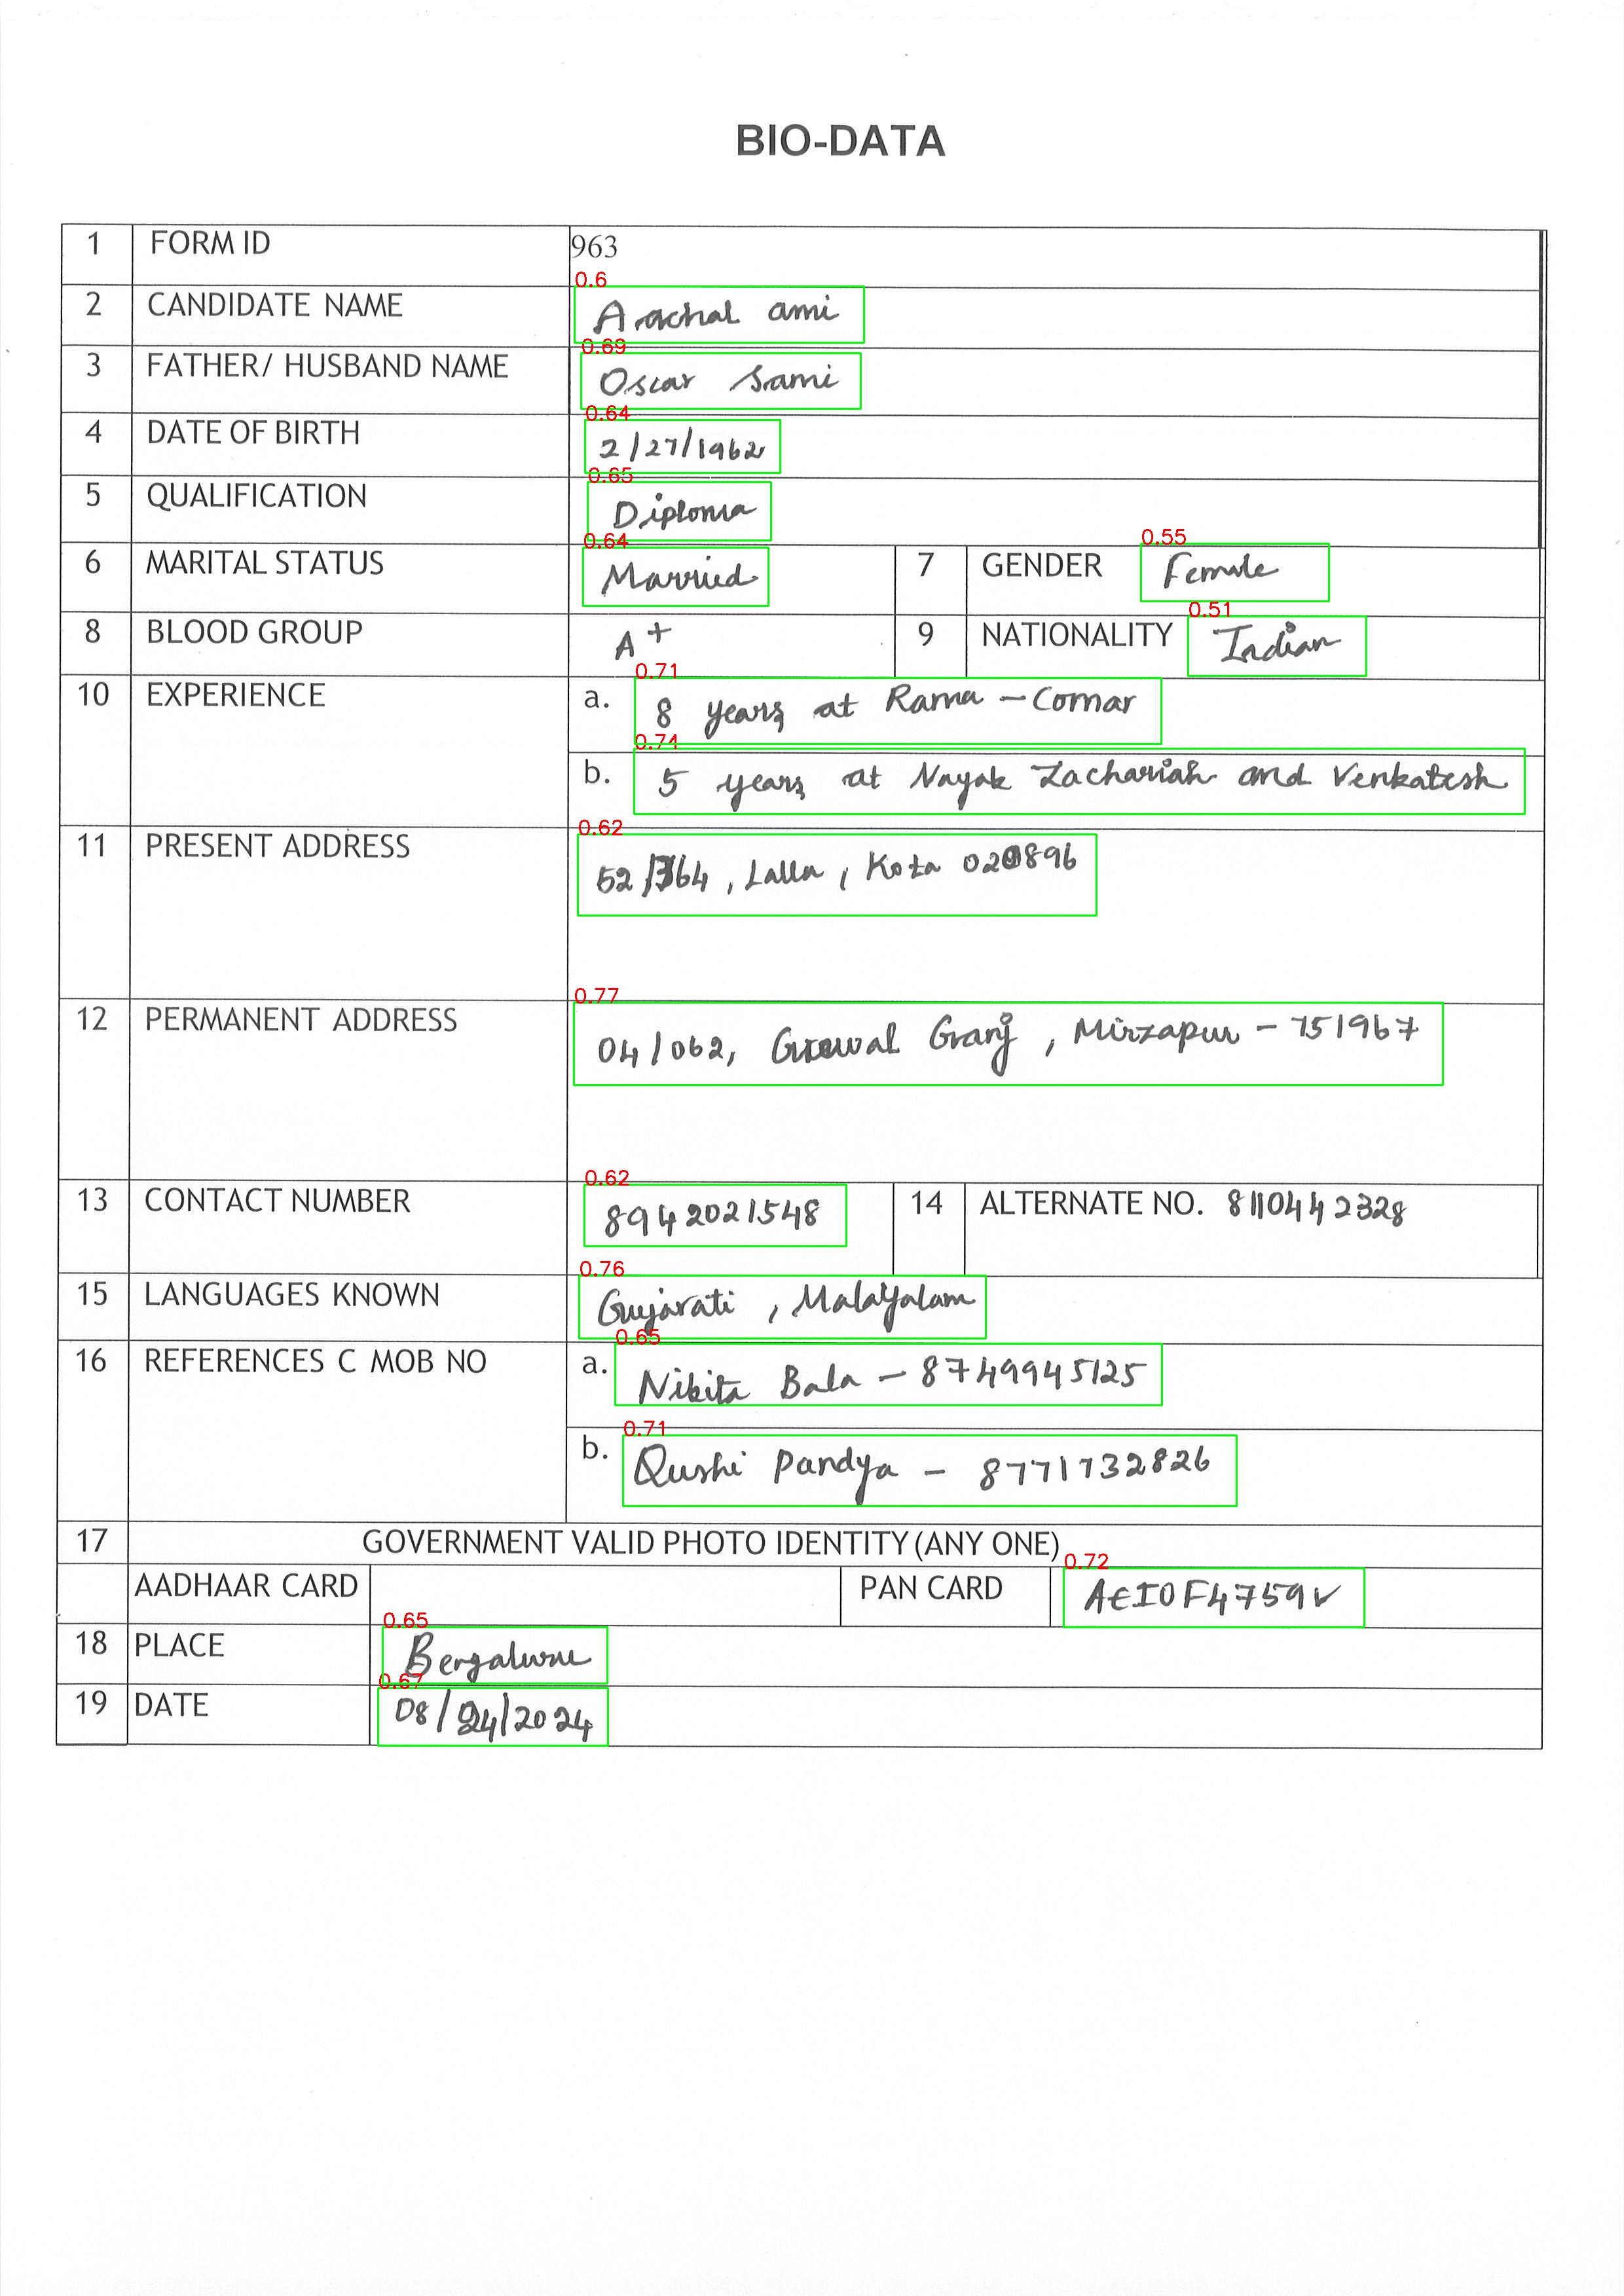 BIO-DATA
1 FORM ID 963
0.6
2 CANDIDATE NAME Aachal ami
0.69
3 FATHER/ HUSBAND NAME Oscar Sami
0.64
4 DATE OF BIRTH 2/27/1962
0.65
5 QUALIFICATION Diploma
0.64 0.55
6 MARITAL STATUS Married 7 GENDER Female
0.51
8 BLOOD GROUP A+ 9 NATIONALITY Indian
0.71
10 EXPERIENCE a. 8 years at Rama - Comar
0.74
b. 5 years at Nayak Zachariah and Venkatesh
0.62
11 PRESENT ADDRESS 52/364, Lalla, Kota 020896
0.77
12 PERMANENT ADDRESS 04/062, Grewal Ganj, Mirzapur - 751967
0.62
13 CONTACT NUMBER 8942021548 14 ALTERNATE NO. 8110442328
0.76
15 LANGUAGES KNOWN Gujarati, Malayalam
0.65
16 REFERENCES C MOB NO a. Nikita Bala - 8749945125
0.71
b. Qushi Pandya - 8771732826
17 GOVERNMENT VALID PHOTO IDENTITY (ANY ONE)
0.72
AADHAAR CARD PAN CARD AEIOF4759V
0.65
18 PLACE Bengalurue
0.67
19 DATE 08/24/2024